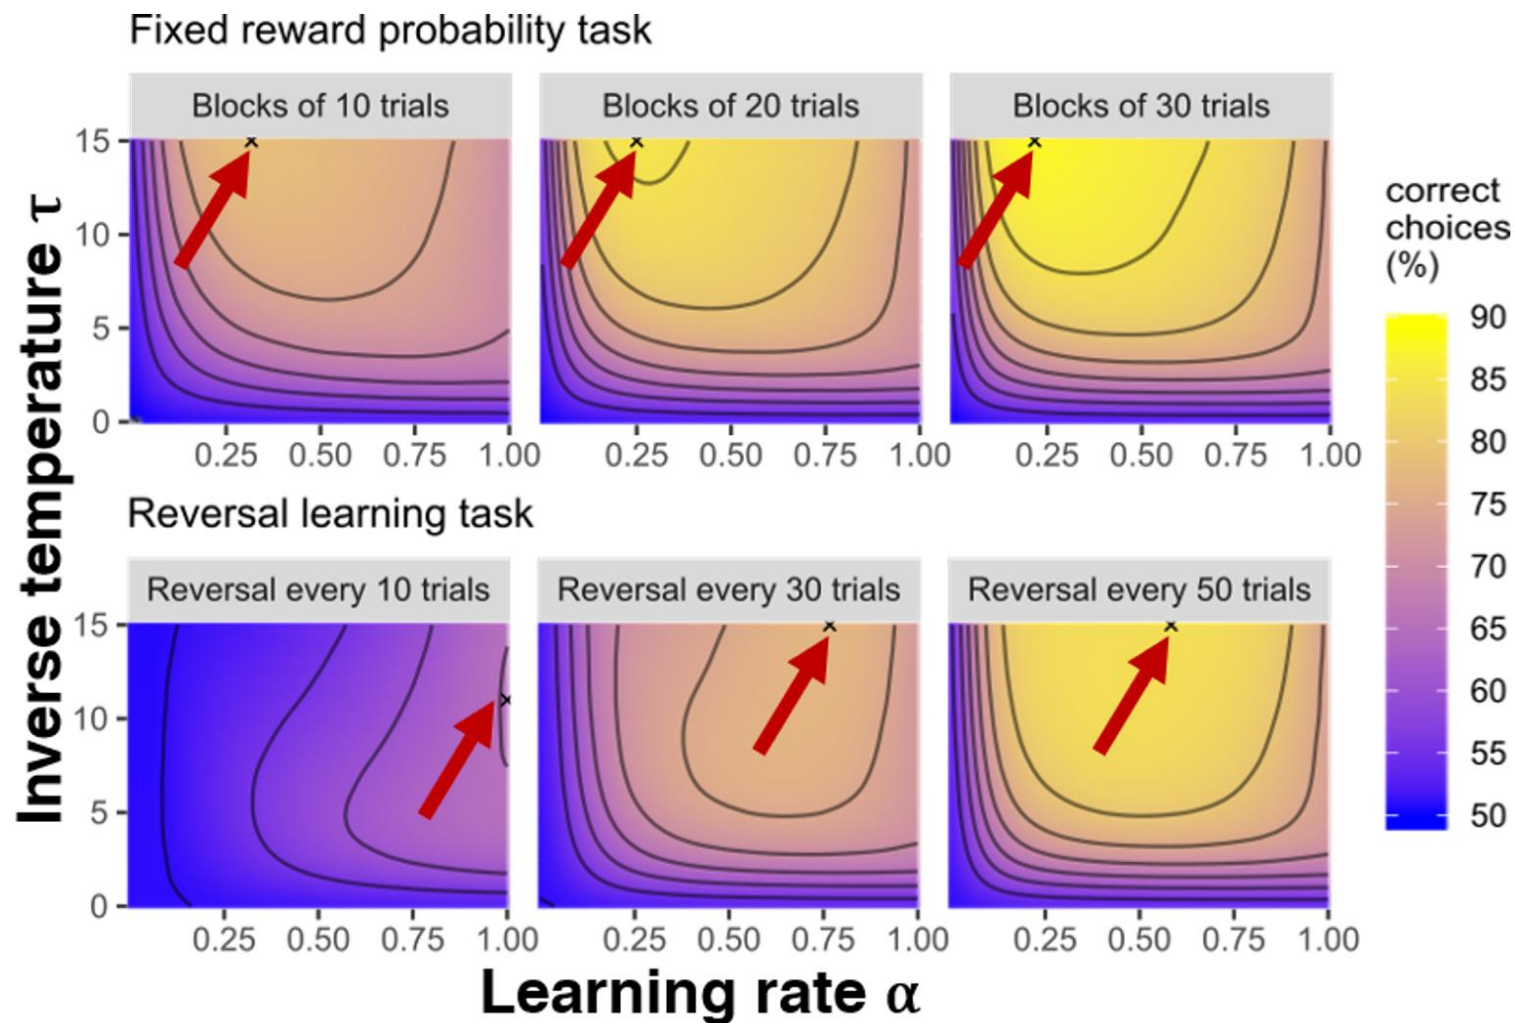 Fixed reward probability task
Blocks of 10 trials
Blocks of 20 trials
Blocks of 30 trials
15
10
5
0
0.25 0.50 0.75 1.00
0.25 0.50 0.75 1.00
0.25 0.50 0.75 1.00
Reversal learning task
Reversal every 10 trials
Reversal every 30 trials
Reversal every 50 trials
15
10
5
0
0.25 0.50 0.75 1.00
0.25 0.50 0.75 1.00
0.25 0.50 0.75 1.00
Inverse temperature τ
Learning rate α
correct
choices
(%)
90
85
80
75
70
65
60
55
50